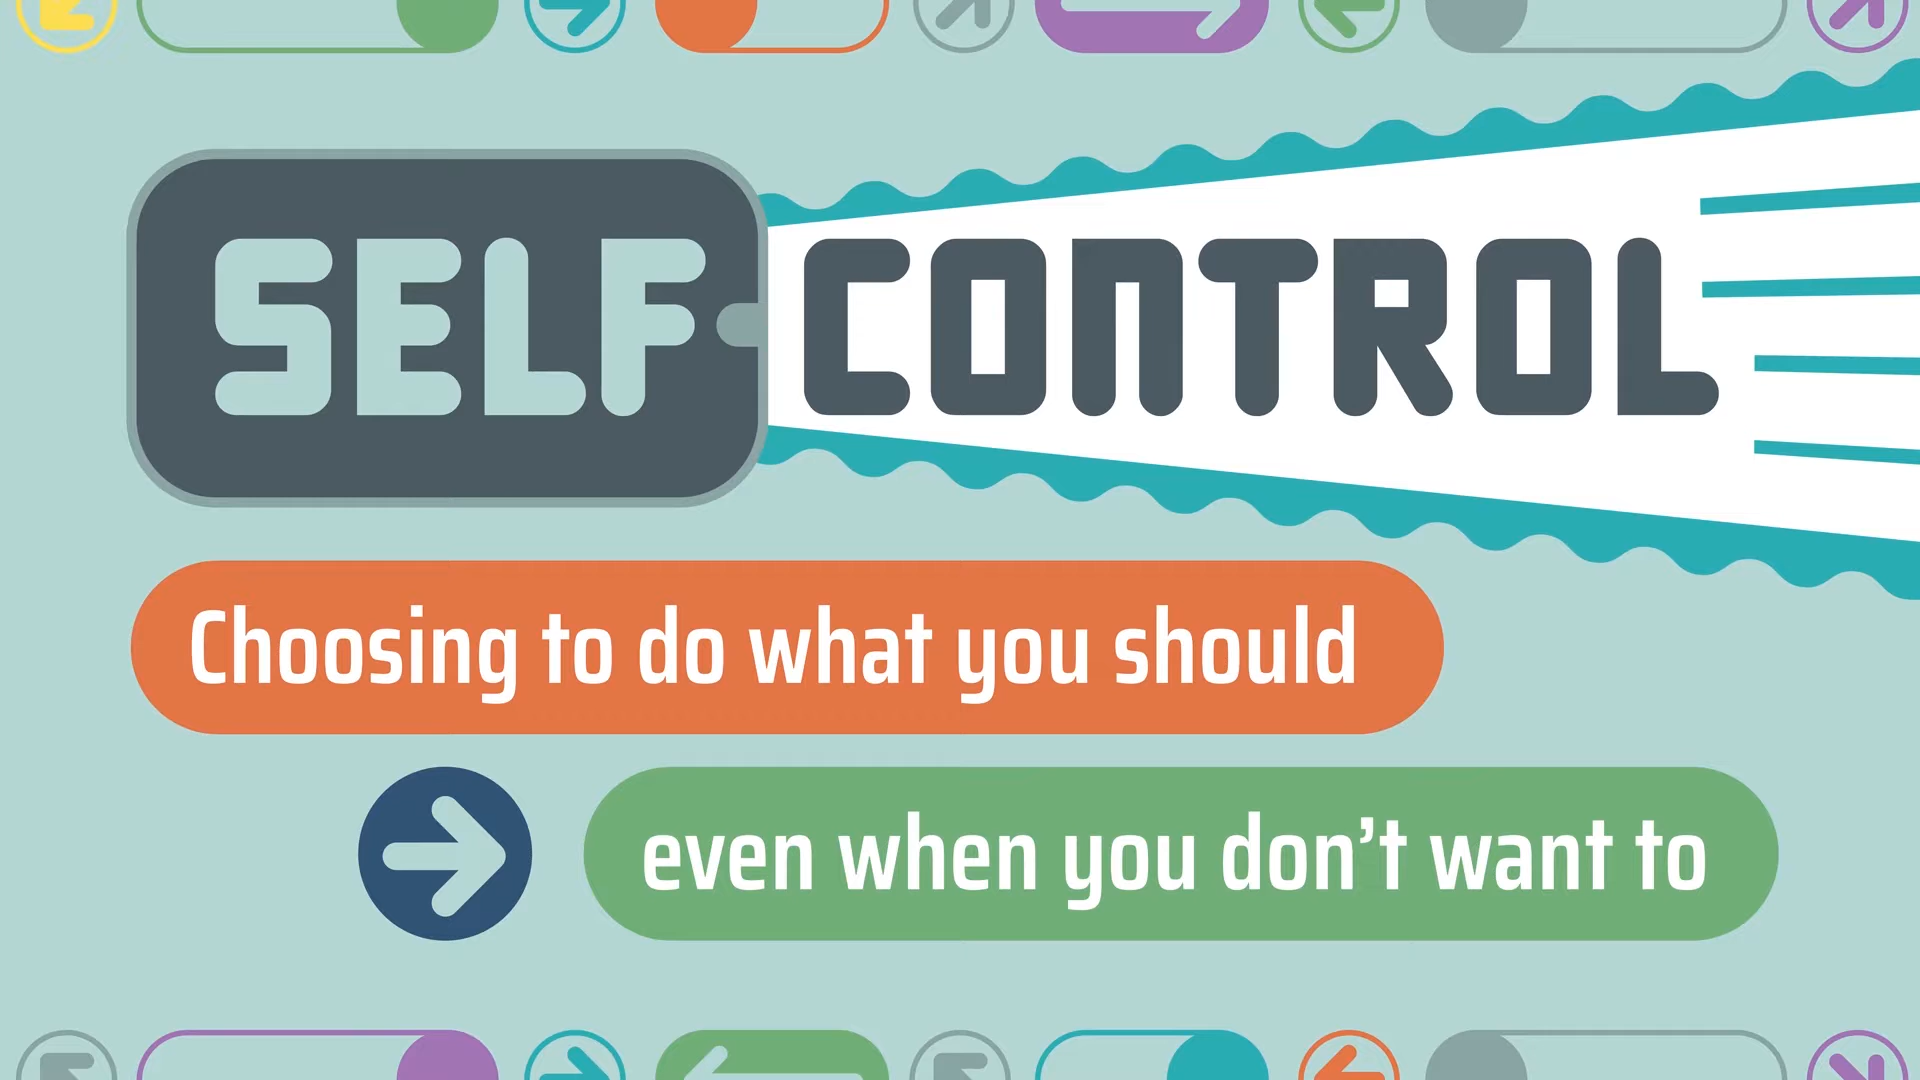 SELF-CONTROL
Choosing to do what you should
even when you don’t want to